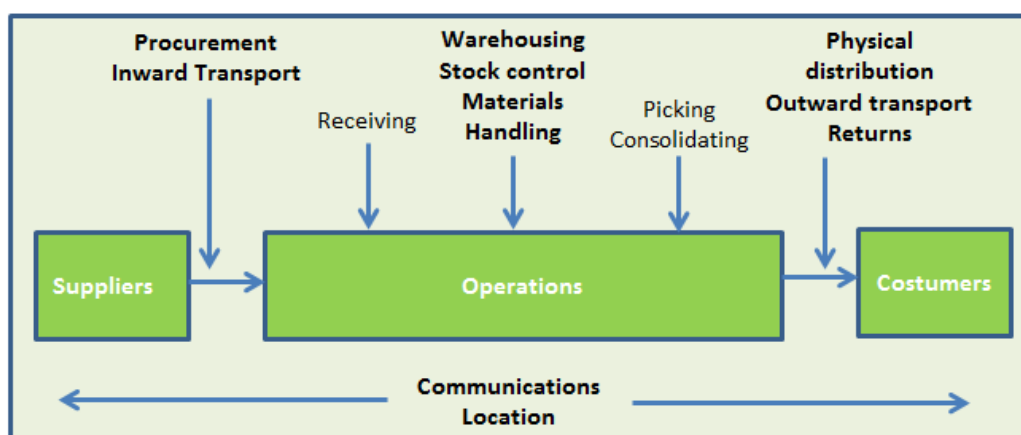 Procurement
Inward Transport
Receiving
Warehousing
Stock control
Materials
Handling
Picking
Consolidating
Physical
distribution
Outward transport
Returns
Suppliers
Operations
Costumers
Communications
Location